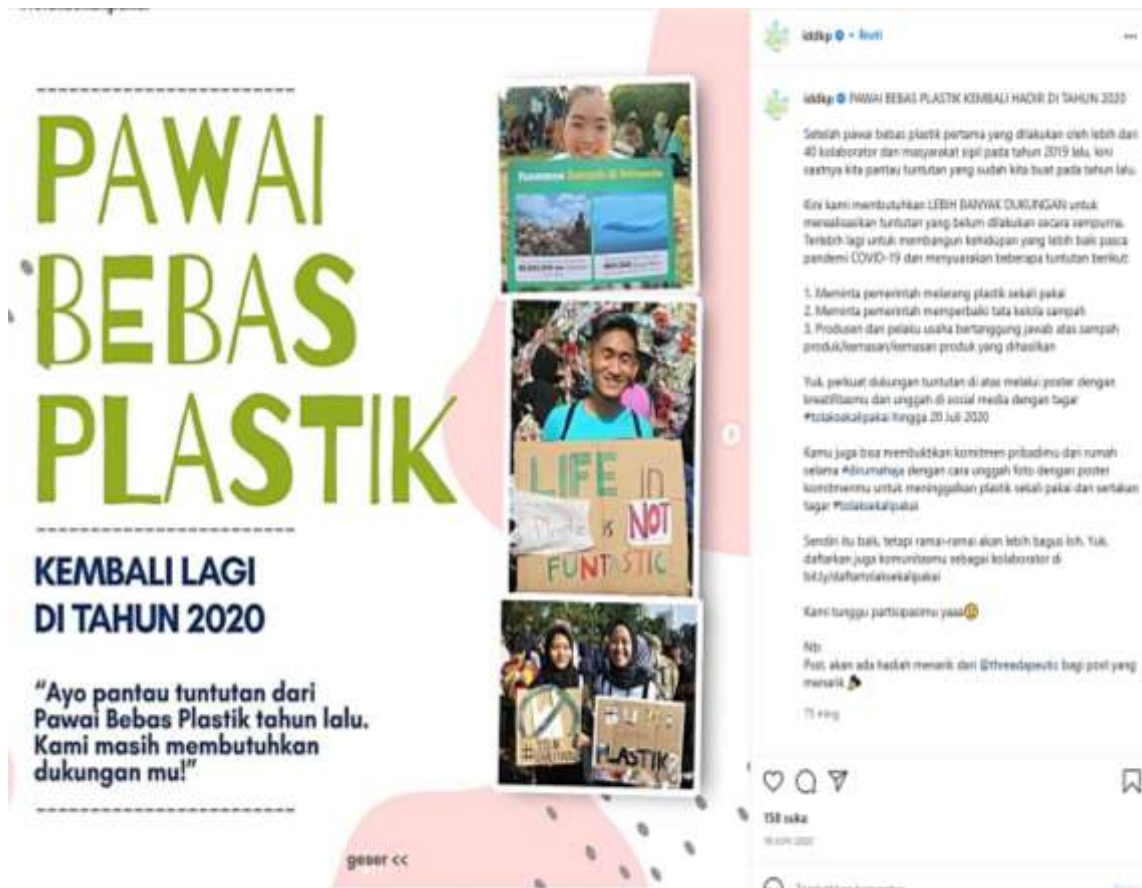 PAWAI
BEBAS
PLASTIK
KEMBALI LAGI
DI TAHUN 2020
“Ayo pantau tuntutan dari
Pawai Bebas Plastik tahun lalu.
Kami masih membutuhkan
dukungan mu!”
geser <<
LIFE in
is NOT
FUNTASTIC
PLASTIK
iddkp • Ikuti
iddkp PAWAI BEBAS PLASTIK KEMBALI HADIR DI TAHUN 2020
Setelah pawai bebas plastik pertama yang dilakukan oleh lebih dari
40 kolaborator dan masyarakat sipil pada tahun 2019 lalu, kini
saatnya kita pantau tuntutan yang sudah kita buat pada tahun lalu.
Kini kami membutuhkan LEBIH BANYAK DUKUNGAN untuk
merealisasikan tuntutan yang belum dilakukan secara sempurna.
Terlebih lagi untuk membangun kehidupan yang lebih baik pasca
pandemi COVID-19 dan menyuarakan beberapa tuntutan berikut:
1. Meminta pemerintah melarang plastik sekali pakai
2. Meminta pemerintah memperbaiki tata kelola sampah
3. Produsen dan pelaku usaha bertanggung jawab atas sampah
produk/kemasan/kemasan produk yang dihasilkan
Yuk, perkuat dukungan tuntutan di atas melalui poster dengan
kreatifitasmu dan unggah di sosial media dengan tagar
#tolaksekalipakai hingga 20 Juli 2020
Kamu juga bisa membuktikan komitmen pribadimu dari rumah
selama #dirumahaja dengan cara unggah foto dengan poster
komitmenmu untuk meninggalkan plastik sekali pakai dan sertakan
tagar #tolaksekalipakai
Sendiri itu baik, tetapi ramai-ramai akan lebih bagus loh. Yuk,
daftarkan juga komunitasmu sebagai kolaborator di
bit.ly/daftartolaksekalipakai
Kami tunggu partisipasimu yaaa
Nb:
Psst, akan ada hadiah menarik dari @threadapeutic bagi post yang
menarik
158 suka